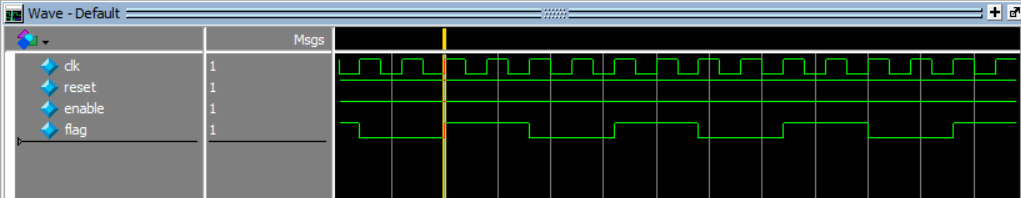 Wave - Default
Msgs
clk 1
reset 1
enable 1
flag 1